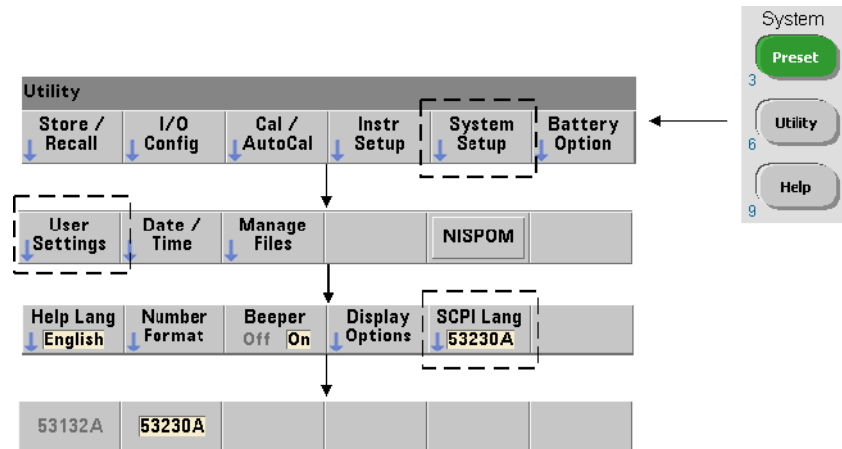 System
Preset
3
Utility
6
Help
9
Utility
Store / Recall
I/O Config
Cal / AutoCal
Instr Setup
System Setup
Battery Option
User Settings
Date / Time
Manage Files
NISPOM
Help Lang
English
Number Format
Beeper
Off On
Display Options
SCPI Lang
53230A
53132A
53230A